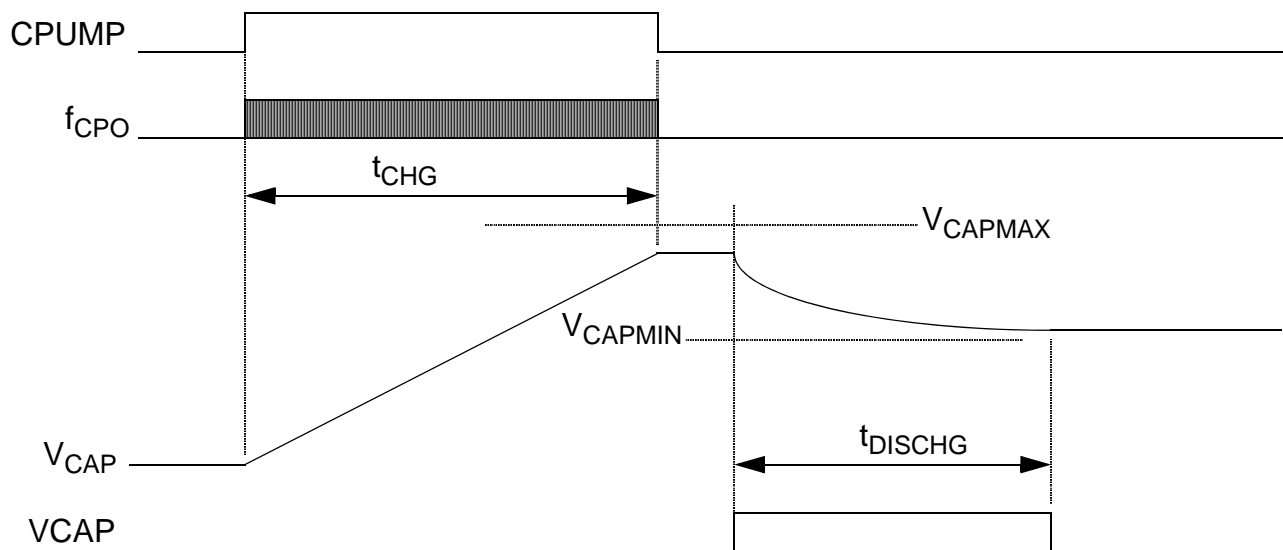 CPUMP
fCPO
tCHG
VCAPMAX
VCAPMIN
VCAP
tDISCHG
VCAP